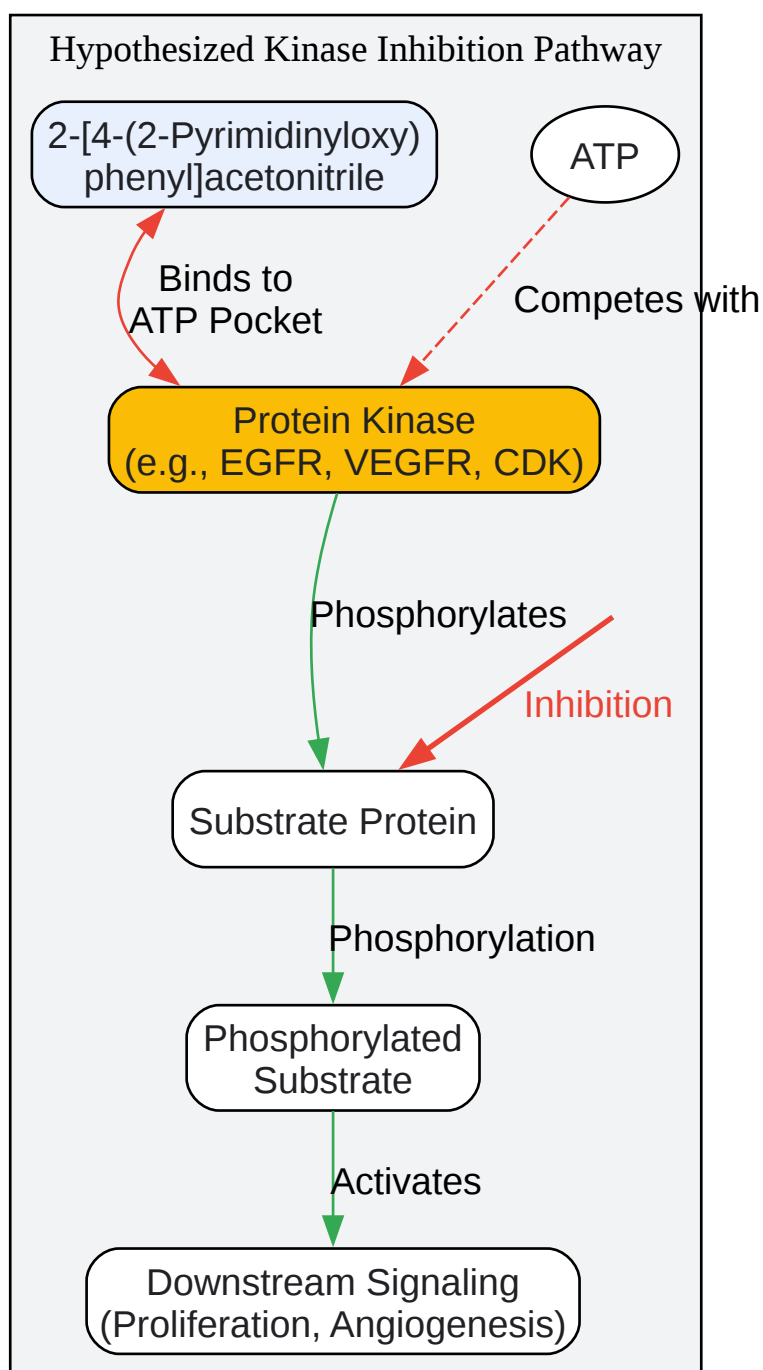 Hypothesized Kinase Inhibition Pathway
2-[4-(2-Pyrimidinyloxy)
phenyl]acetonitrile
ATP
Binds to
ATP Pocket
Competes with
Protein Kinase
(e.g., EGFR, VEGFR, CDK)
Phosphorylates
Inhibition
Substrate Protein
Phosphorylation
Phosphorylated
Substrate
Activates
Downstream Signaling
(Proliferation, Angiogenesis)